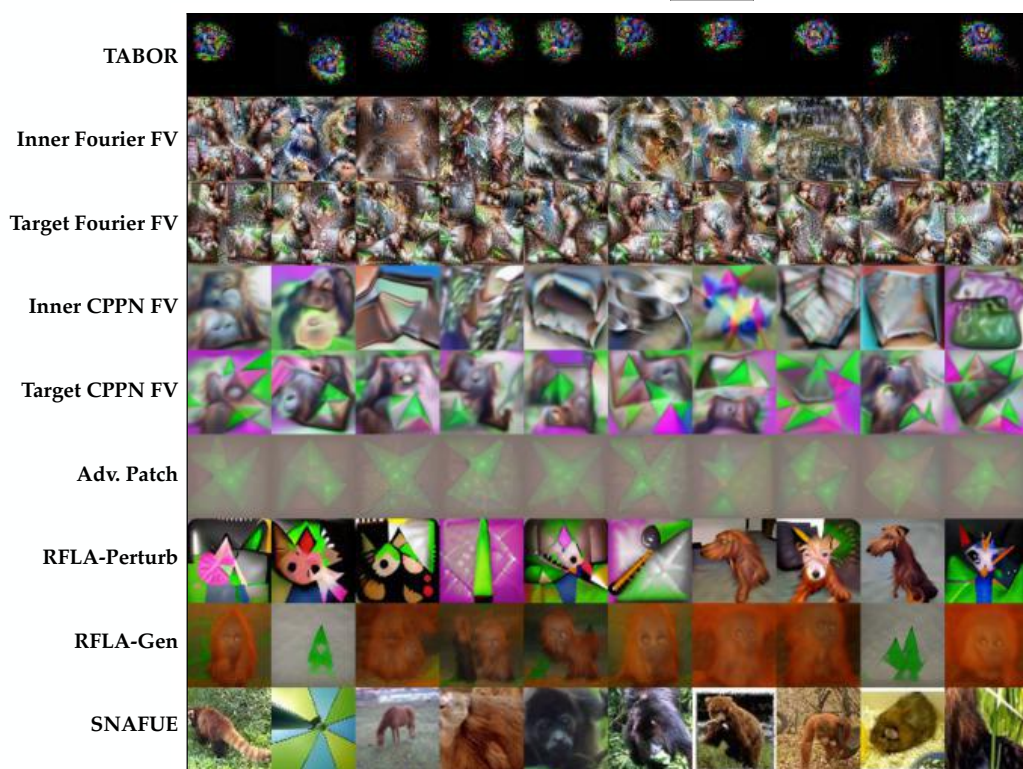 TABOR
Inner Fourier FV
Target Fourier FV
Inner CPPN FV
Target CPPN FV
Adv. Patch
RFLA-Perturb
RFLA-Gen
SNAFUE